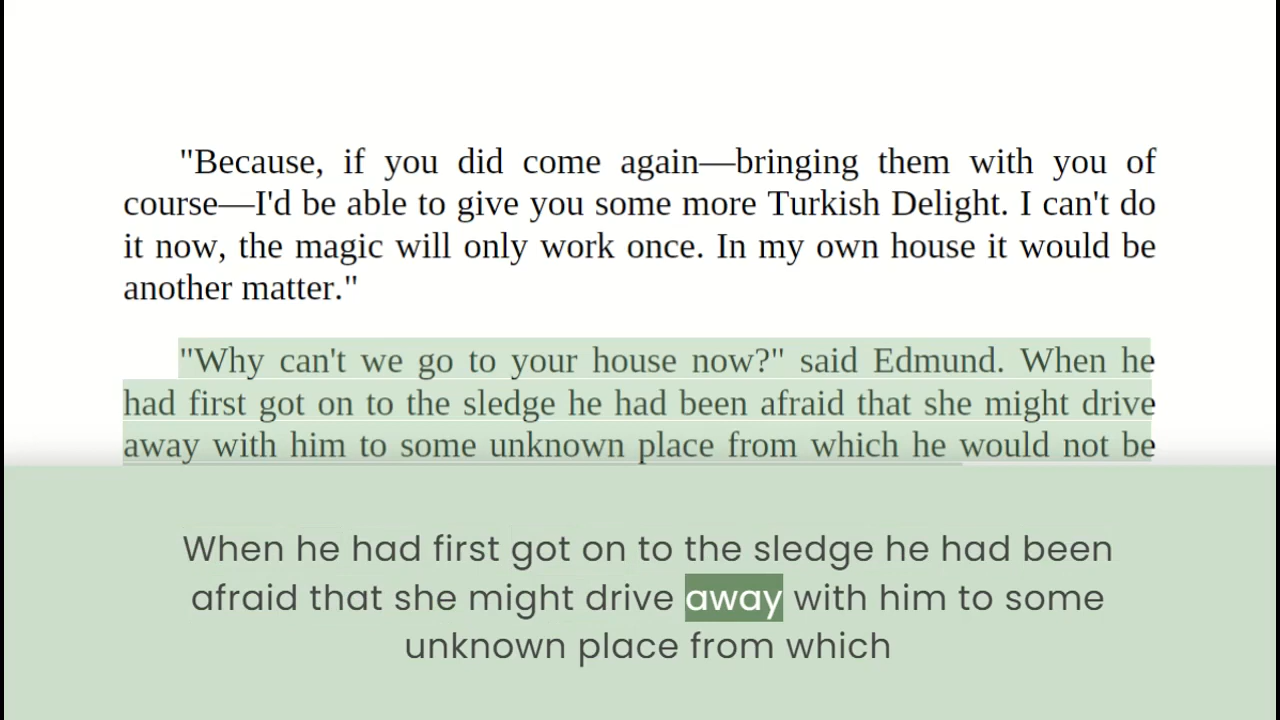 "Because, if you did come again—bringing them with you of
course—I'd be able to give you some more Turkish Delight. I can't do
it now, the magic will only work once. In my own house it would be
another matter."
"Why can't we go to your house now?" said Edmund. When he
had first got on to the sledge he had been afraid that she might drive
away with him to some unknown place from which he would not be
When he had first got on to the sledge he had been
afraid that she might drive away with him to some
unknown place from which